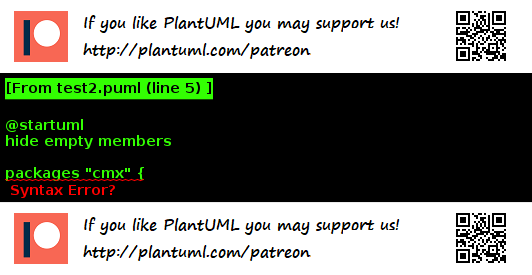 If you like PlantUML you may support us!
http://plantuml.com/patreon
[From test2.puml (line 5) ]
@startuml
hide empty members
packages "cmx" {
Syntax Error?
If you like PlantUML you may support us!
http://plantuml.com/patreon